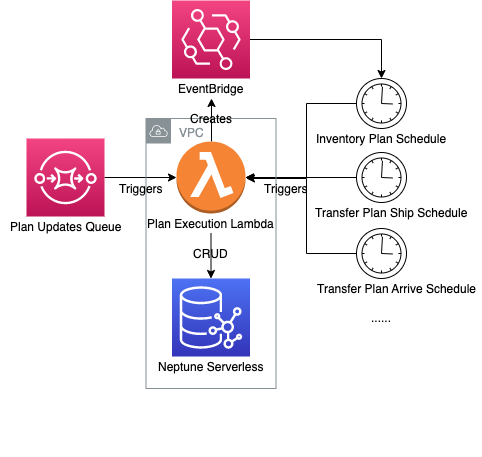 EventBridge
Creates
VPC
Inventory Plan Schedule
Triggers
Triggers
Plan Updates Queue
Plan Execution Lambda
Transfer Plan Ship Schedule
CRUD
Transfer Plan Arrive Schedule
......
Neptune Serverless